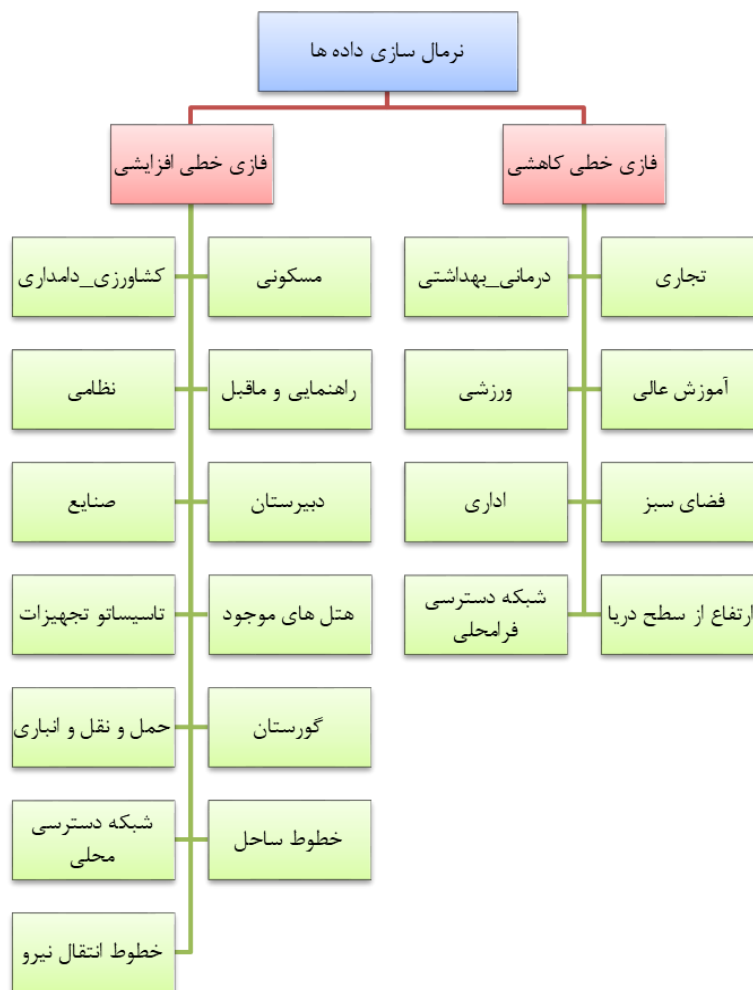 نرمال سازی داده ها
فازی خطی کاهشی
فازی خطی افزایشی
تجاری
درمانی_بهداشتی
مسکونی
کشاورزی_دامداری
آموزش عالی
ورزشی
راهنمایی و ماقبل
نظامی
فضای سبز
اداری
دبیرستان
صنایع
ارتفاع از سطح دریا
شبکه دسترسی
فرامحلی
هتل های موجود
تاسیساتو تجهیزات
گورستان
حمل و نقل و انباری
خطوط ساحل
شبکه دسترسی
محلی
خطوط انتقال نیرو